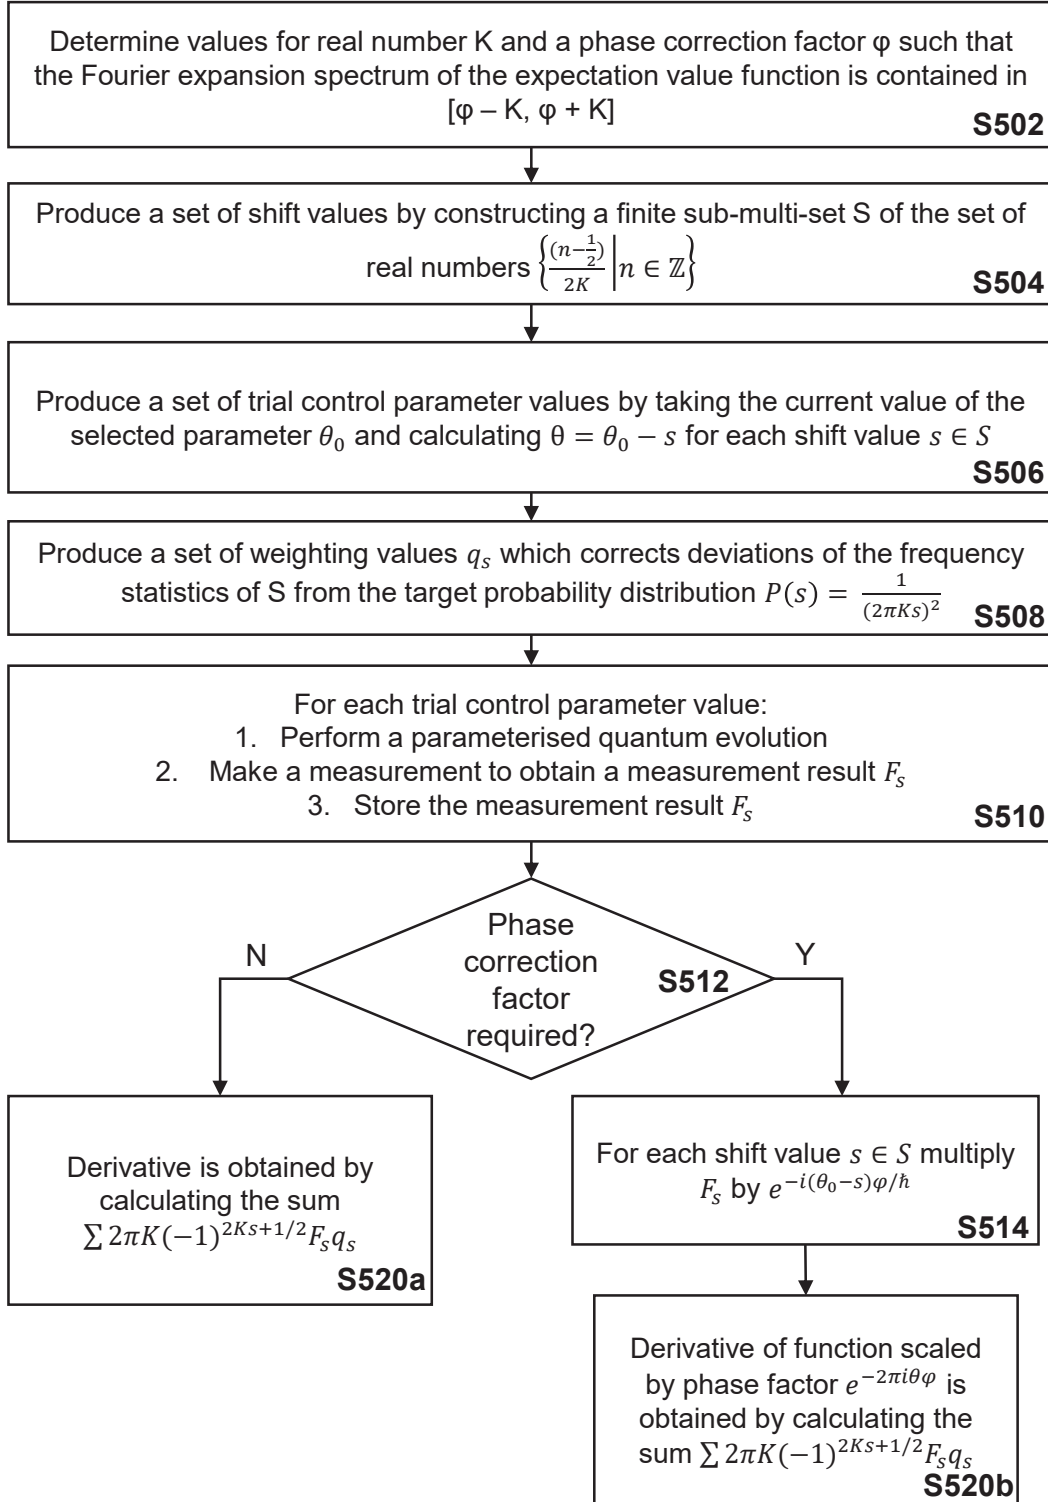 Determine values for real number K and a phase correction factor φ such that
the Fourier expansion spectrum of the expectation value function is contained in
[φ – K, φ + K]
S502
Produce a set of shift values by constructing a finite sub-multi-set S of the set of
real numbers {(n−1/2)/2K | n ∈ ℤ}
S504
Produce a set of trial control parameter values by taking the current value of the
selected parameter θ₀ and calculating θ = θ₀ − s for each shift value s ∈ S
S506
Produce a set of weighting values qₛ which corrects deviations of the frequency
statistics of S from the target probability distribution P(s) = 1/(2πKs)²
S508
For each trial control parameter value:
1. Perform a parameterised quantum evolution
2. Make a measurement to obtain a measurement result Fₛ
3. Store the measurement result Fₛ
S510
Phase
correction
factor
required?
S512
N
Y
Derivative is obtained by
calculating the sum
∑ 2πK(−1)^{2Ks+1/2}Fₛqₛ
S520a
For each shift value s ∈ S multiply
Fₛ by e^{−i(θ₀−s)φ/ℏ}
S514
Derivative of function scaled
by phase factor e^{−2πiθφ} is
obtained by calculating the
sum ∑ 2πK(−1)^{2Ks+1/2}Fₛqₛ
S520b